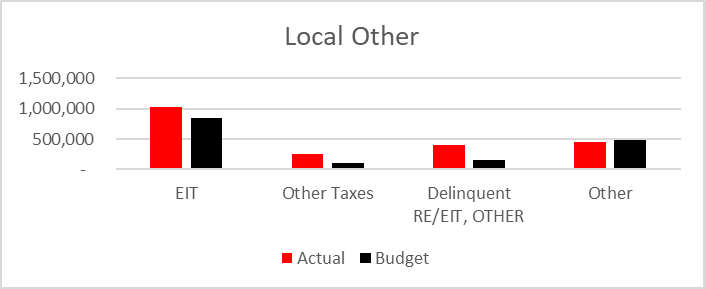 Local Other
1,500,000
1,000,000
500,000
-
EIT Other Taxes Delinquent Other
RE/EIT, OTHER
Actual Budget